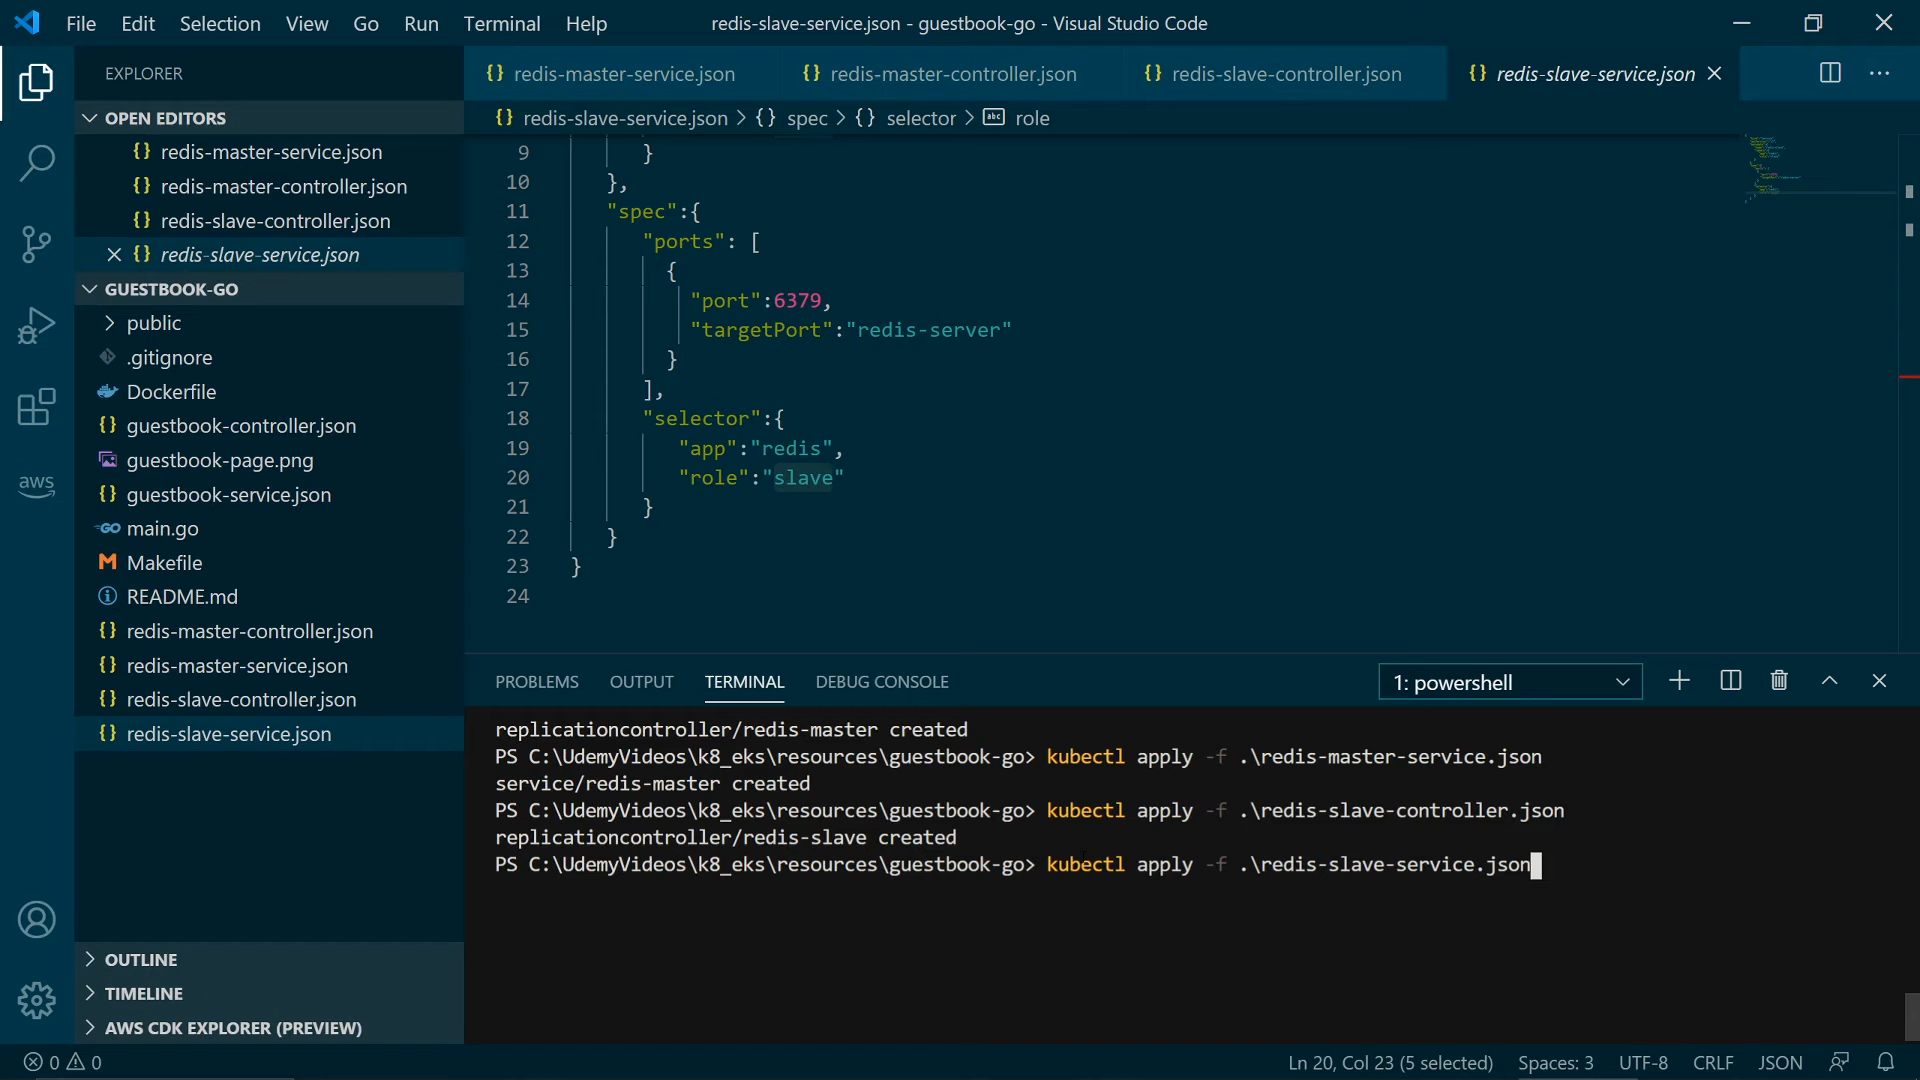 File Edit Selection View Go Run Terminal Help redis-slave-service.json - guestbook-go - Visual Studio Code
EXPLORER
OPEN EDITORS
{} redis-master-service.json
{} redis-master-controller.json
{} redis-slave-controller.json
{} redis-slave-service.json
GUESTBOOK-GO
public
.gitignore
Dockerfile
{} guestbook-controller.json
guestbook-page.png
{} guestbook-service.json
GO main.go
M Makefile
README.md
{} redis-master-controller.json
{} redis-master-service.json
{} redis-slave-controller.json
{} redis-slave-service.json
OUTLINE
TIMELINE
AWS CDK EXPLORER (PREVIEW)
aws
{} redis-master-service.json {} redis-master-controller.json {} redis-slave-controller.json {} redis-slave-service.json
{} redis-slave-service.json > {} spec > {} selector > abc role
9 }
10 },
11 "spec":{
12 "ports": [
13 {
14 "port":6379,
15 "targetPort":"redis-server"
16 }
17 ],
18 "selector":{
19 "app":"redis",
20 "role":"slave"
21 }
22 }
23 }
24
PROBLEMS OUTPUT TERMINAL DEBUG CONSOLE 1: powershell
replicationcontroller/redis-master created
PS C:\UdemyVideos\k8_eks\resources\guestbook-go> kubectl apply -f .\redis-master-service.json
service/redis-master created
PS C:\UdemyVideos\k8_eks\resources\guestbook-go> kubectl apply -f .\redis-slave-controller.json
replicationcontroller/redis-slave created
PS C:\UdemyVideos\k8_eks\resources\guestbook-go> kubectl apply -f .\redis-slave-service.json
0 0 Ln 20, Col 23 (5 selected) Spaces: 3 UTF-8 CRLF JSON